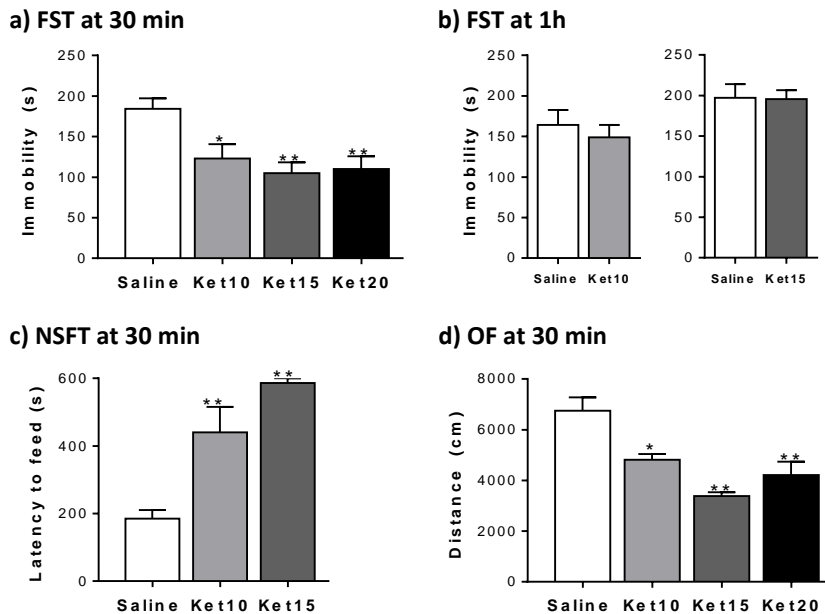 a) FST at 30 min
250
200
150
100
50
0
Immobility (s)
*
**
**
Saline Ket10 Ket15 Ket20
b) FST at 1h
250
200
150
100
50
0
Immobility (s)
Saline Ket10
250
200
150
100
50
0
Saline Ket15
c) NSFT at 30 min
600
400
200
0
Latency to feed (s)
**
**
Saline Ket10 Ket15
d) OF at 30 min
8000
6000
4000
2000
0
Distance (cm)
*
**
**
Saline Ket10 Ket15 Ket20